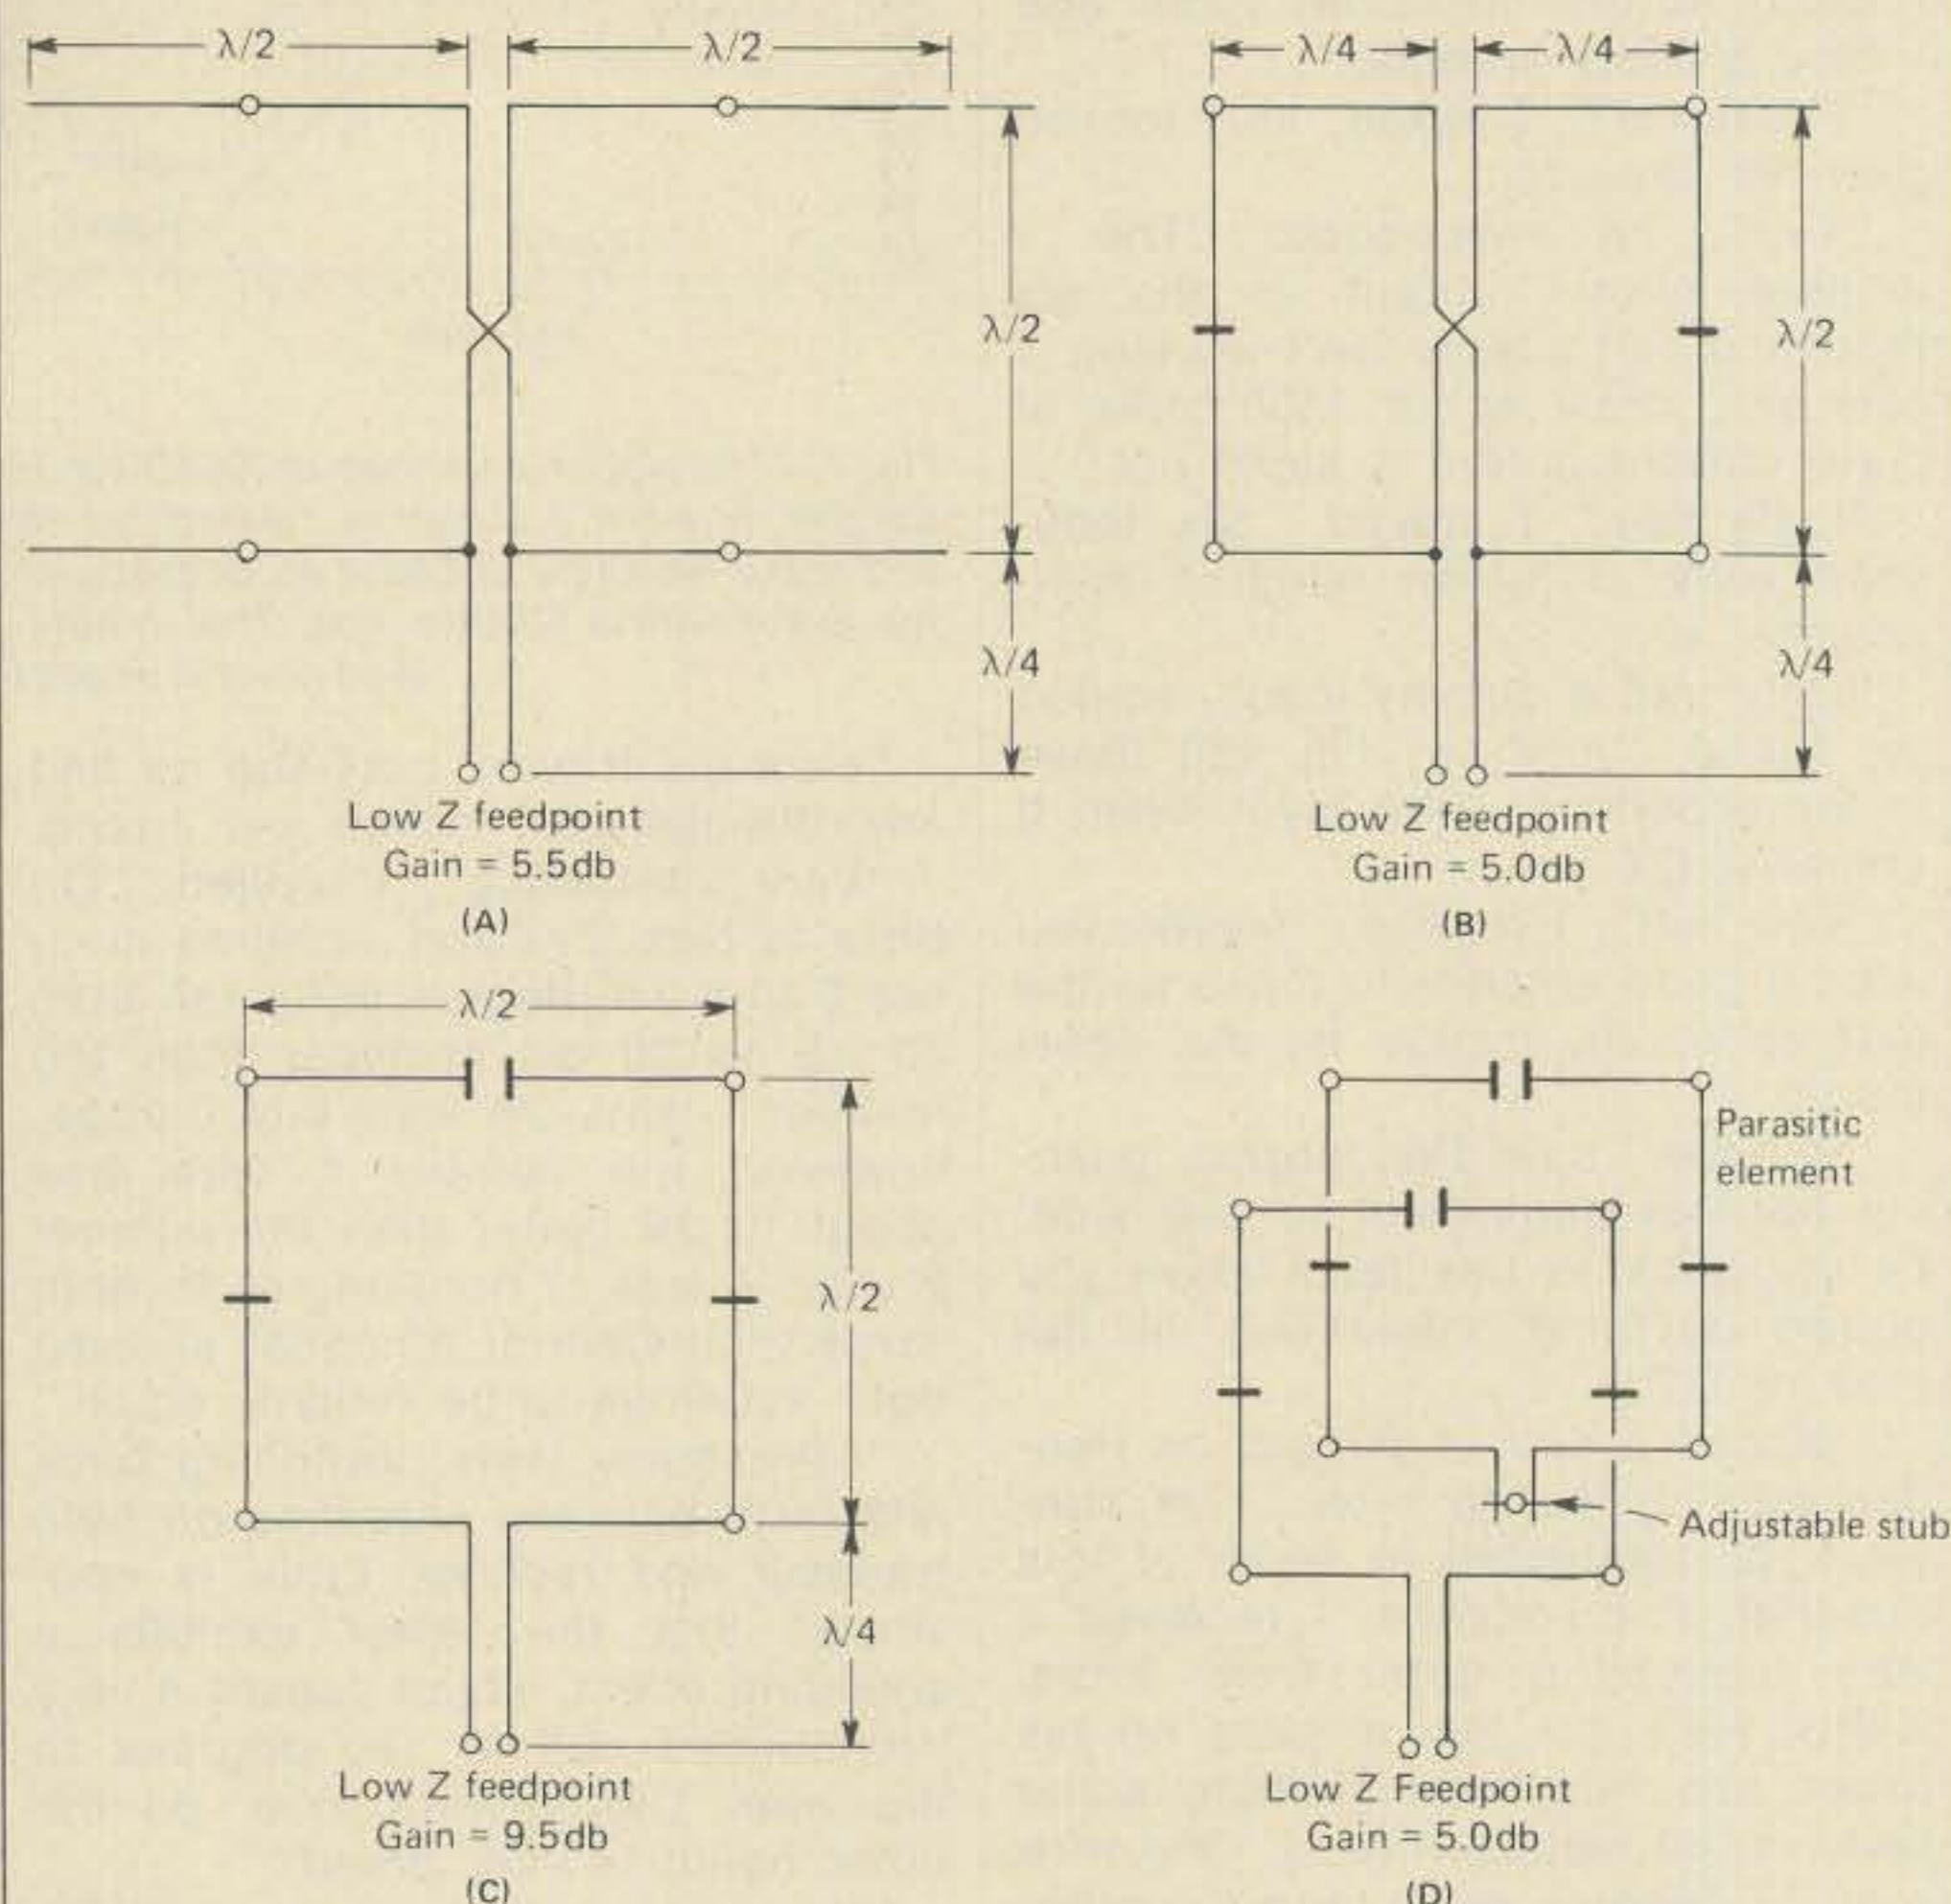 λ/2
λ/2
λ/2
λ/4
Low Z feedpoint
Gain = 5.5db
(A)
λ/4
λ/4
λ/2
λ/4
Low Z feedpoint
Gain = 5.0db
(B)
λ/2
λ/2
λ/4
Low Z feedpoint
Gain = 9.5db
(C)
Parasitic
element
Adjustable stub
Low Z Feedpoint
Gain = 5.0db
(D)